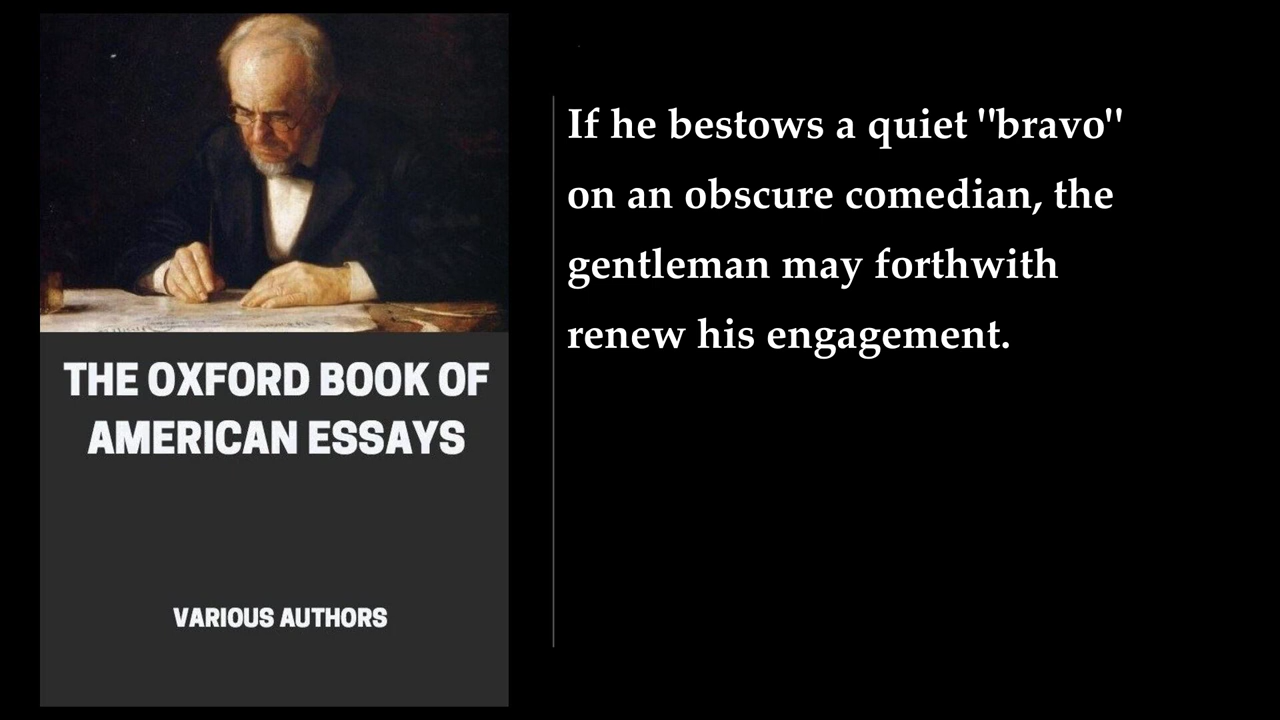 THE OXFORD BOOK OF
AMERICAN ESSAYS
VARIOUS AUTHORS
If he bestows a quiet "bravo"
on an obscure comedian, the
gentleman may forthwith
renew his engagement.